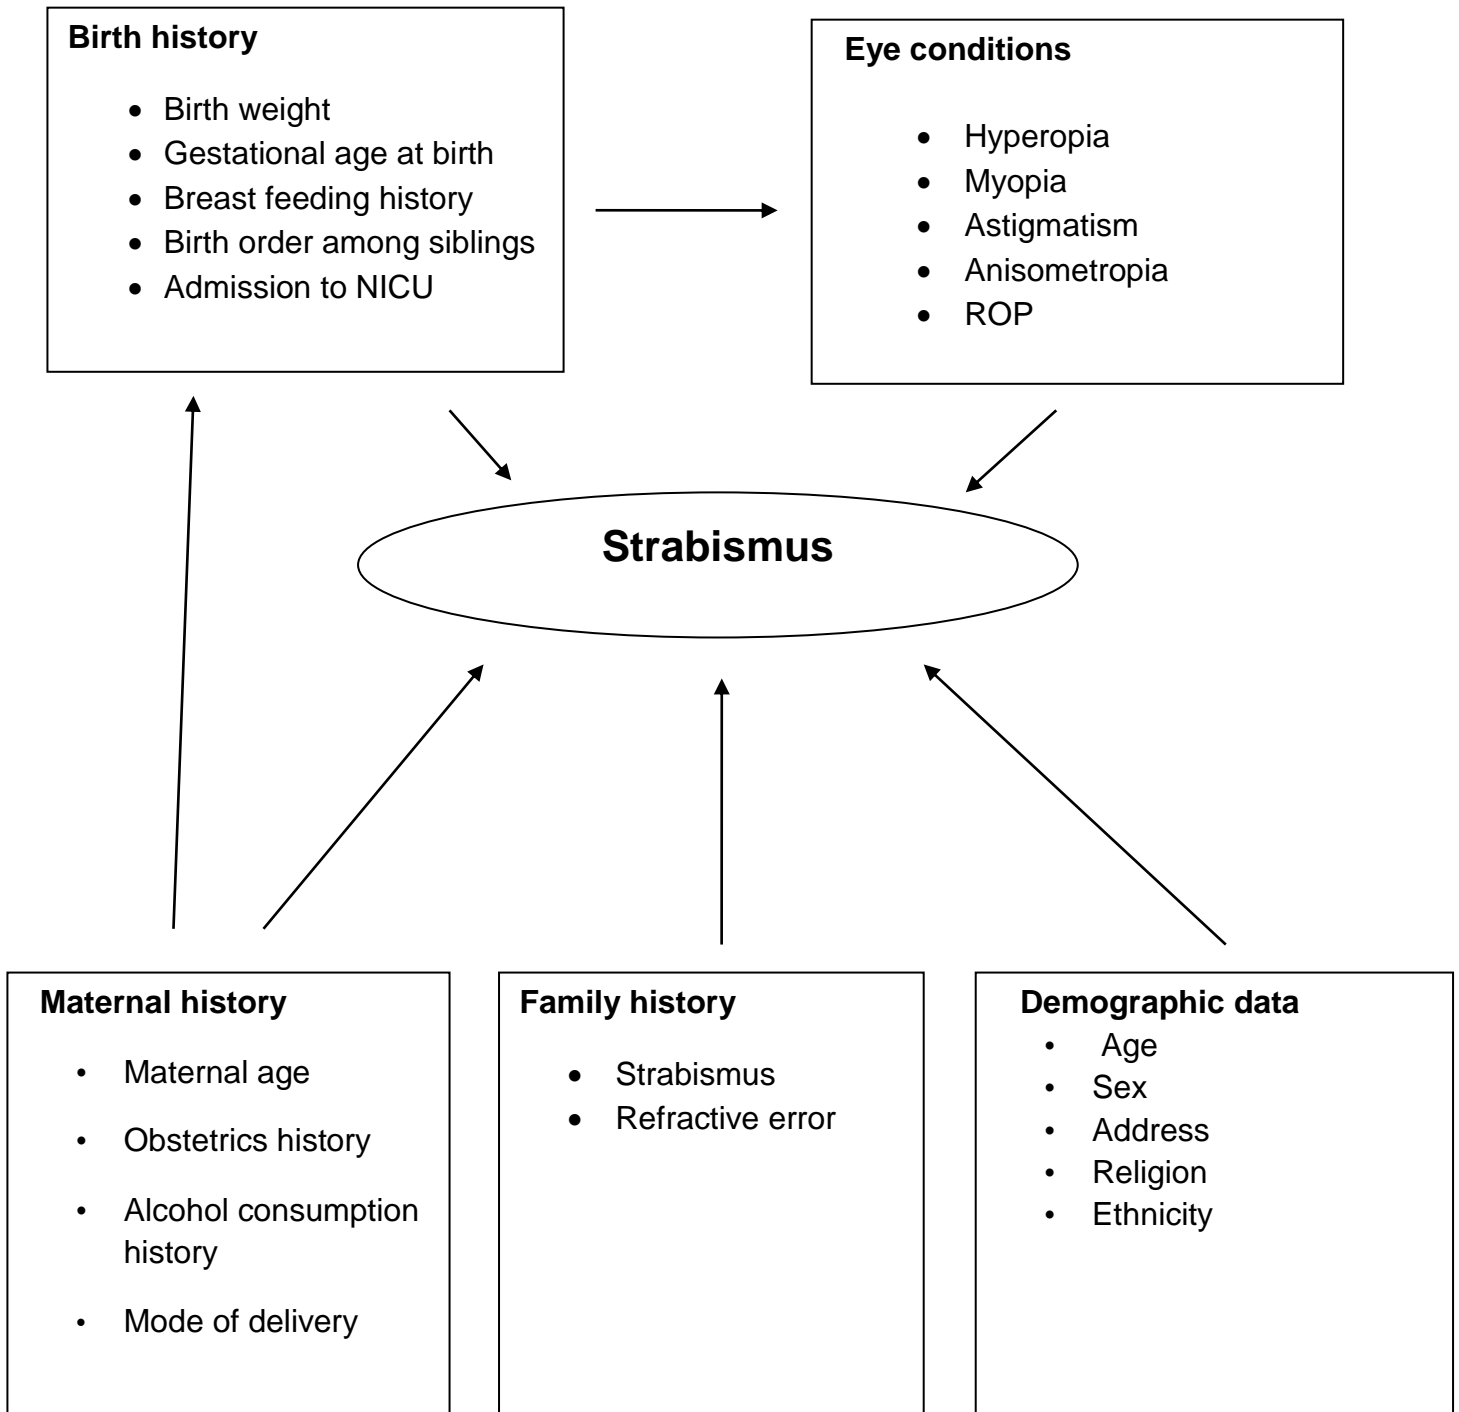 Birth history
• Birth weight
• Gestational age at birth
• Breast feeding history
• Birth order among siblings
• Admission to NICU
Eye conditions
• Hyperopia
• Myopia
• Astigmatism
• Anisometropia
• ROP
Strabismus
Maternal history
• Maternal age
• Obstetrics history
• Alcohol consumption
history
• Mode of delivery
Family history
• Strabismus
• Refractive error
Demographic data
• Age
• Sex
• Address
• Religion
• Ethnicity